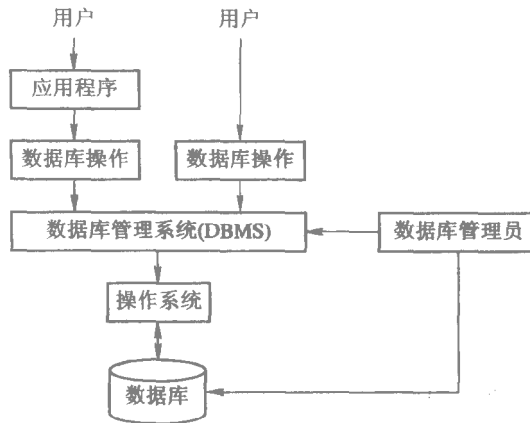 用户
用户
应用程序
数据库操作
数据库操作
数据库管理系统(DBMS)
数据库管理员
操作系统
数据库